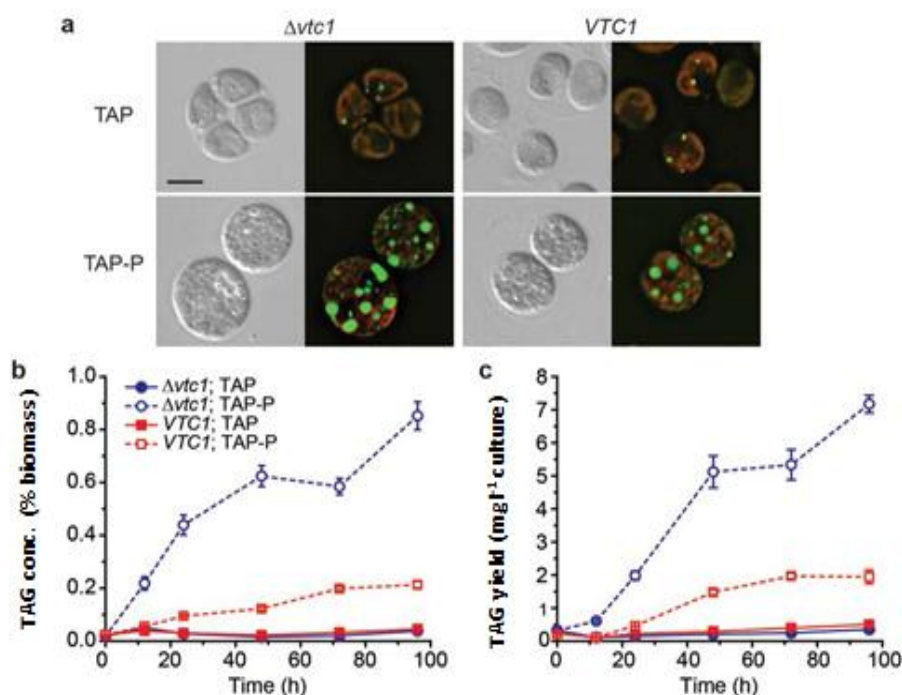 a
Δvtc1 VTC1
TAP
TAP-P
b
1.0
0.8
0.6
0.4
0.2
0.0
TAG conc. (% biomass)
Δvtc1; TAP
Δvtc1; TAP-P
VTC1; TAP
VTC1; TAP-P
0 20 40 60 80 100
Time (h)
c
8
7
6
5
4
3
2
1
0
TAG yield (mg l⁻¹ culture)
0 20 40 60 80 100
Time (h)